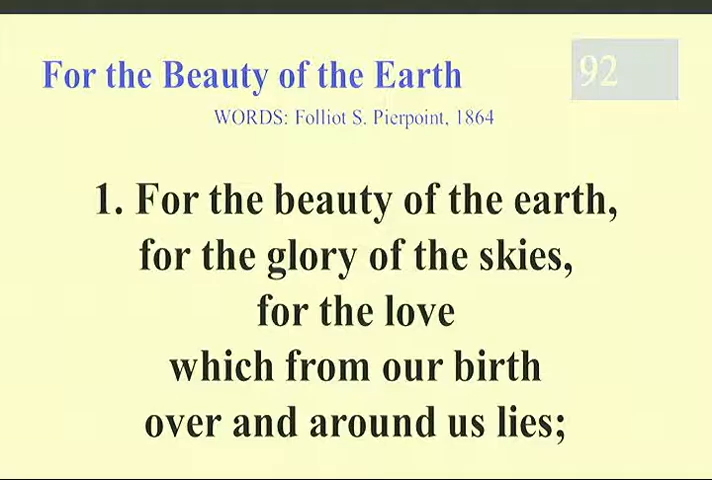 For the Beauty of the Earth
92
WORDS: Folliot S. Pierpoint, 1864
1. For the beauty of the earth,
for the glory of the skies,
for the love
which from our birth
over and around us lies;